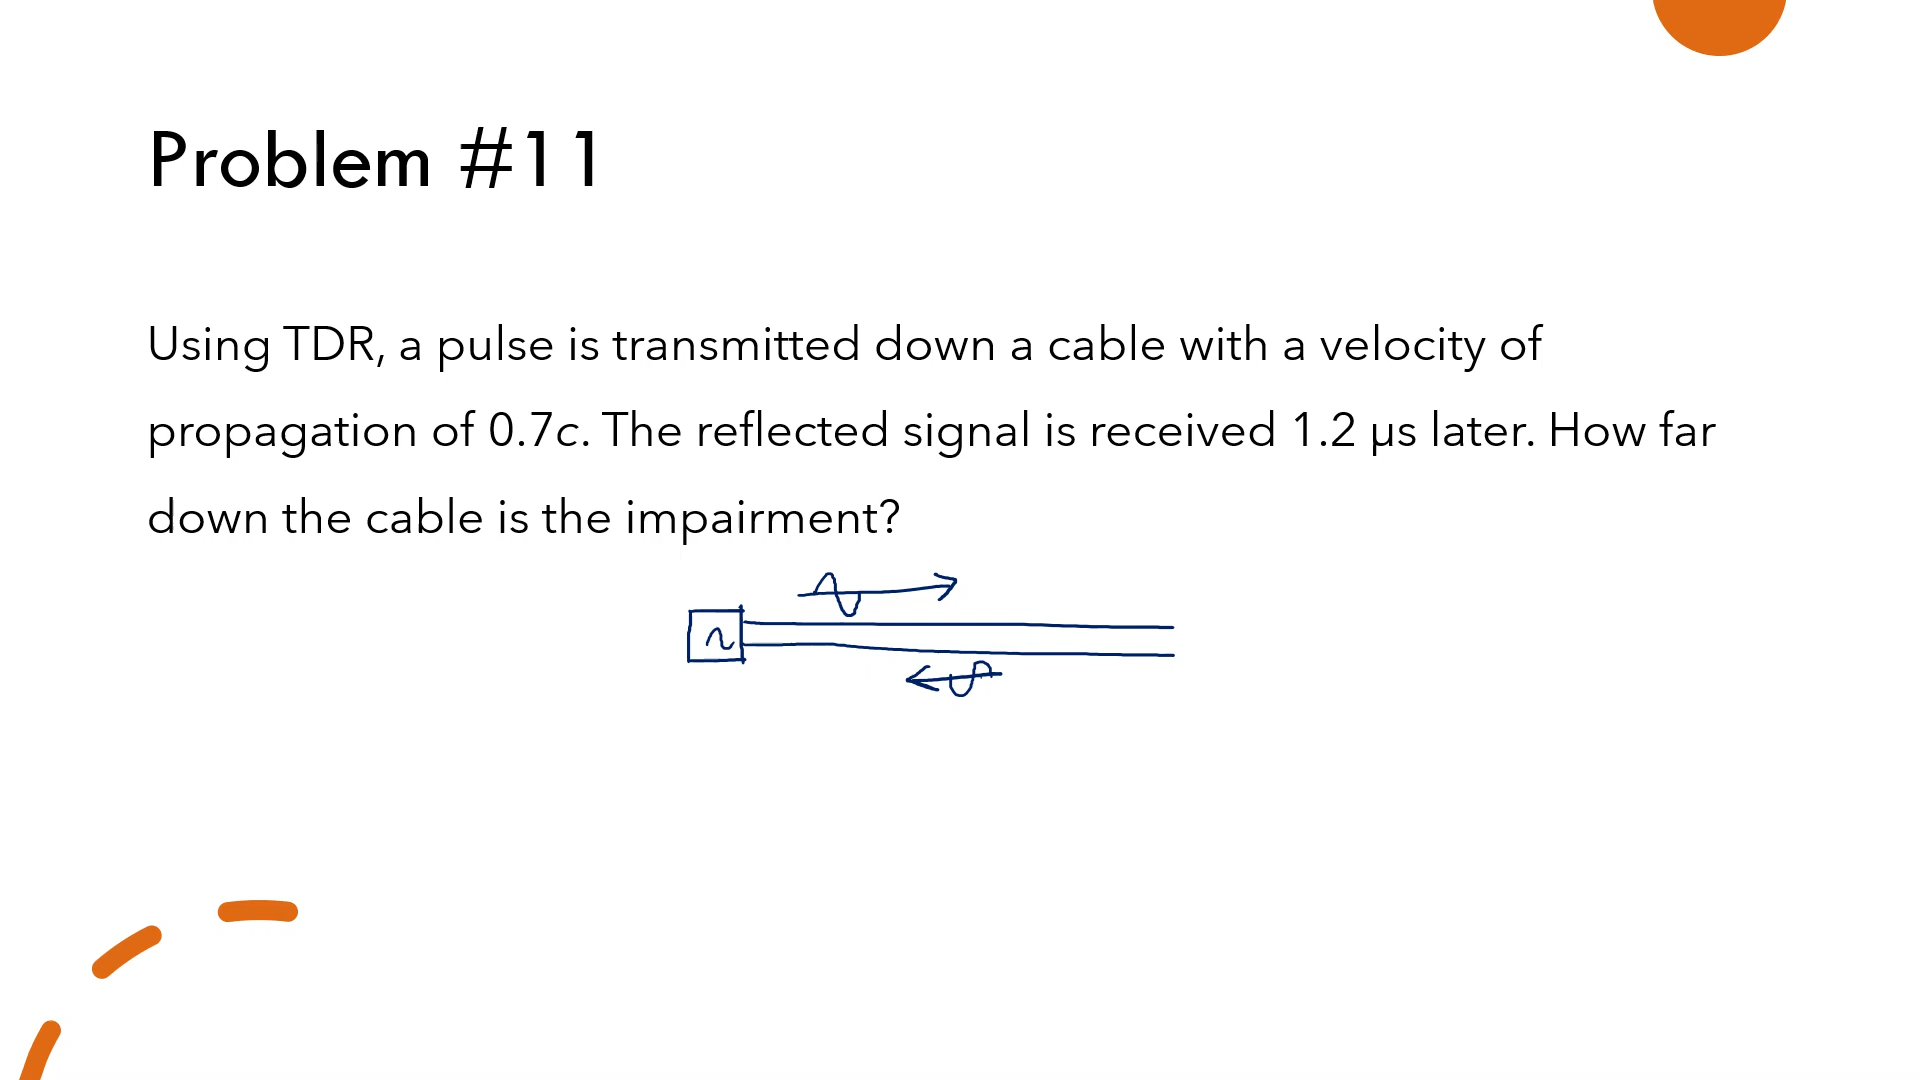 Problem #11
Using TDR, a pulse is transmitted down a cable with a velocity of
propagation of 0.7c. The reflected signal is received 1.2 µs later. How far
down the cable is the impairment?